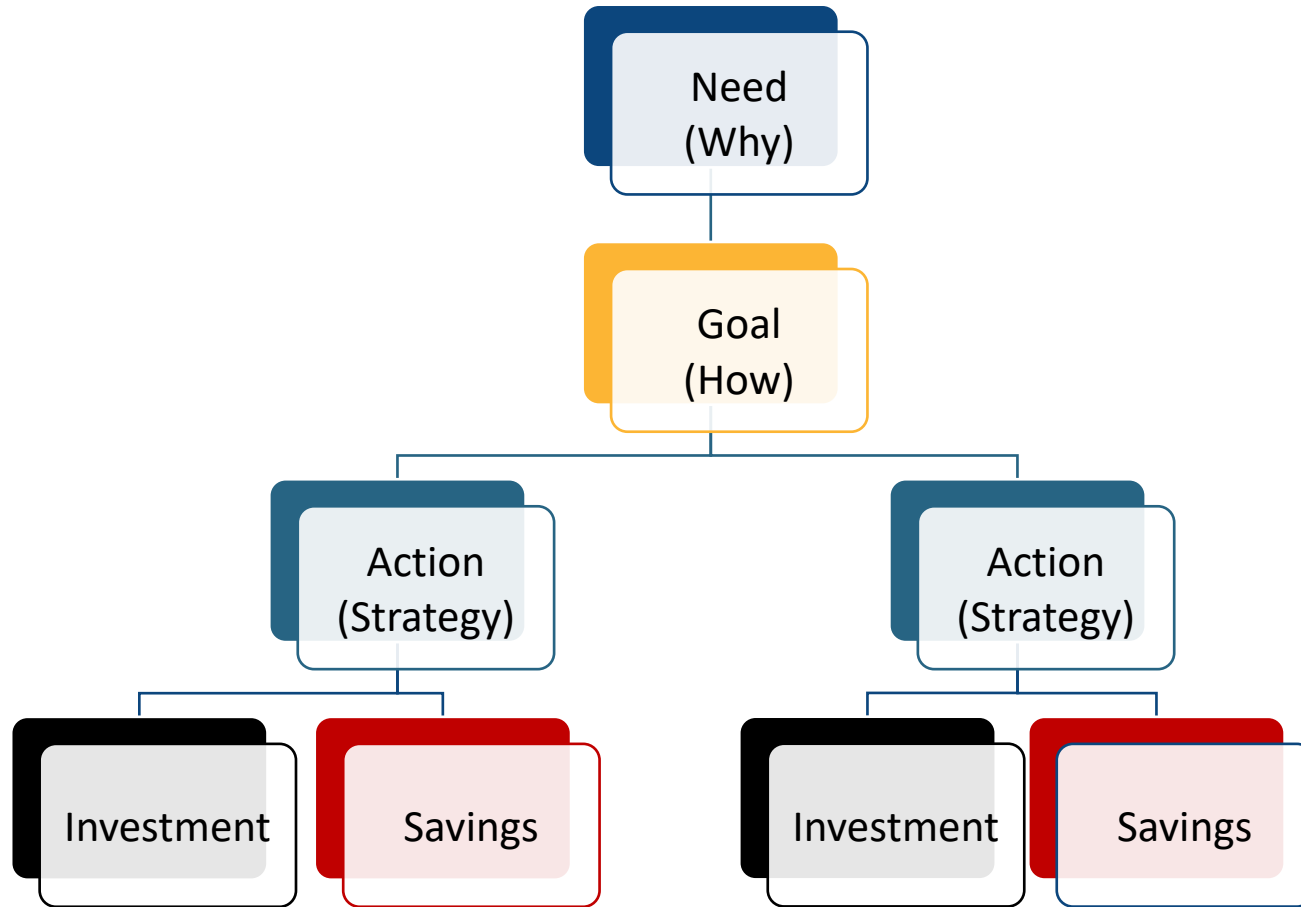 Need
(Why)
Goal
(How)
Action
(Strategy)
Action
(Strategy)
Investment
Savings
Investment
Savings